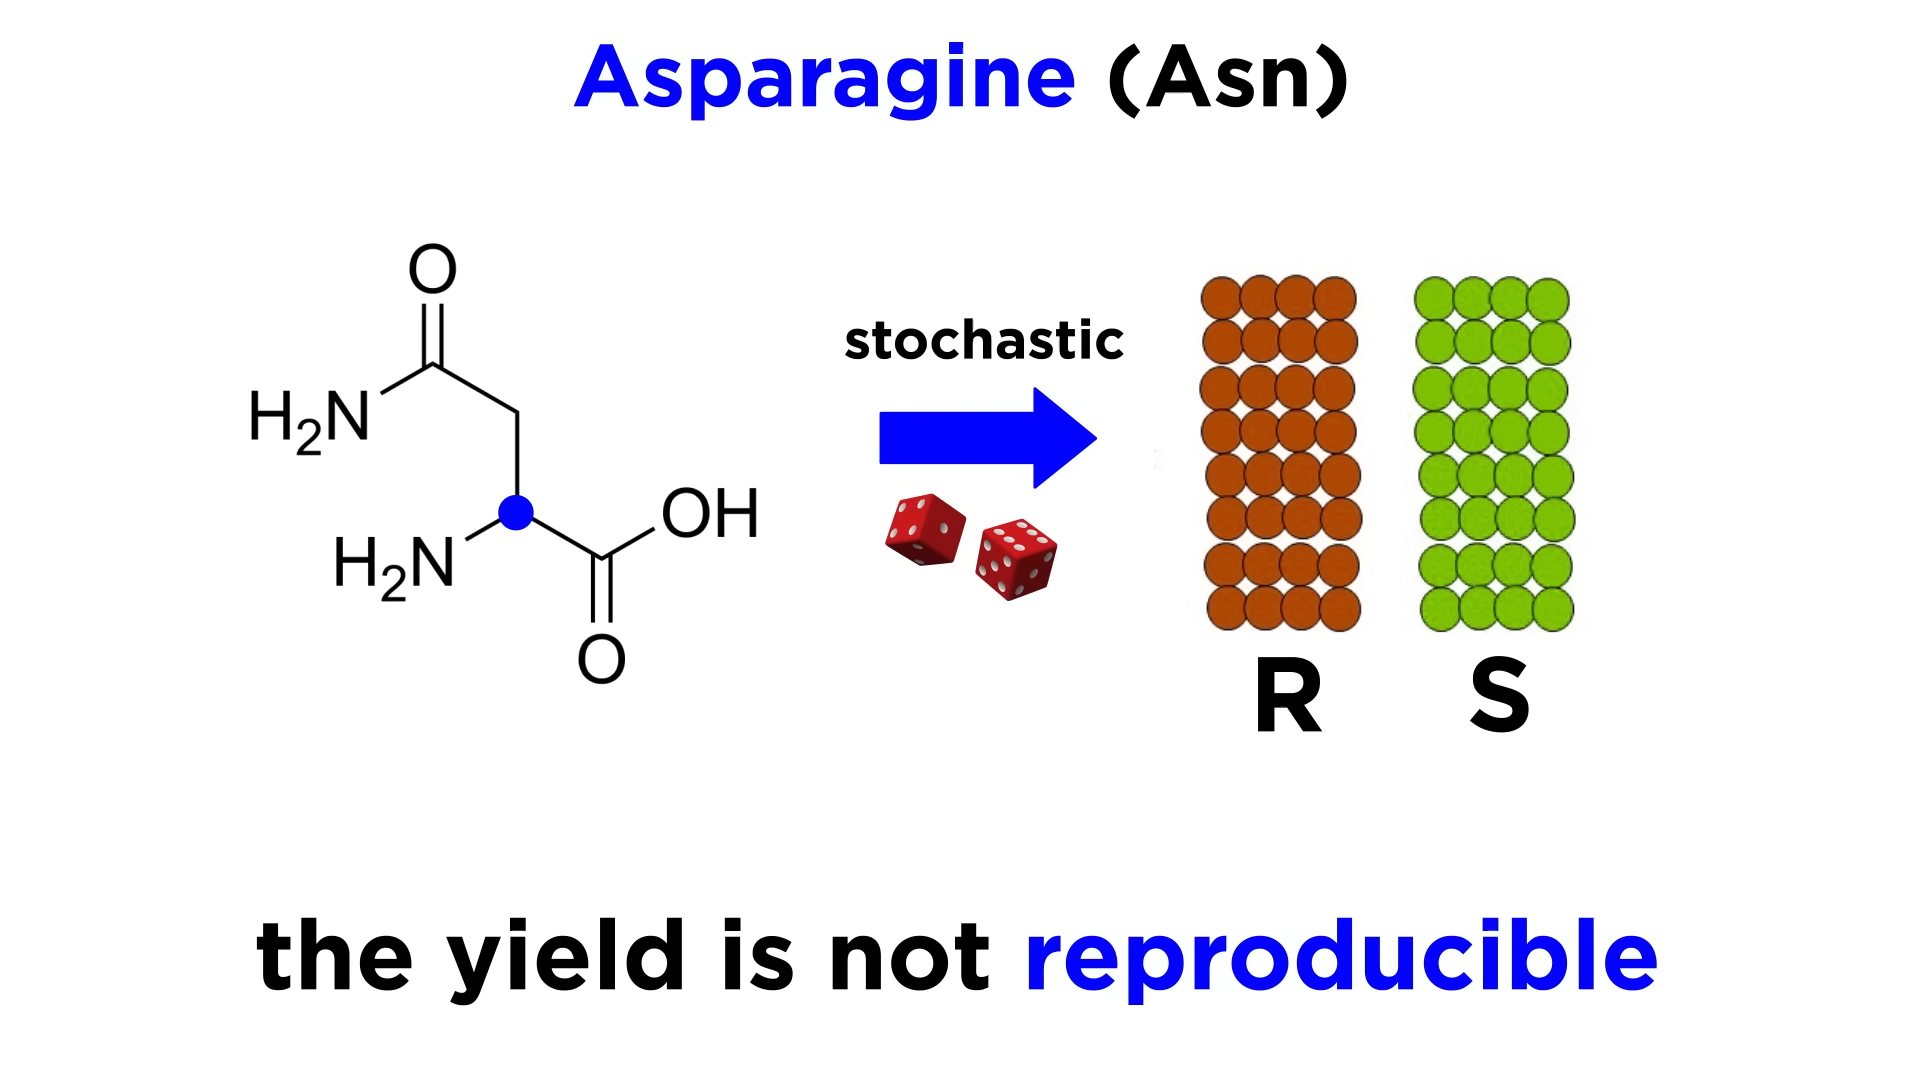 Asparagine (Asn)
O
H₂N
OH
H₂N
O
stochastic
R S
the yield is not reproducible